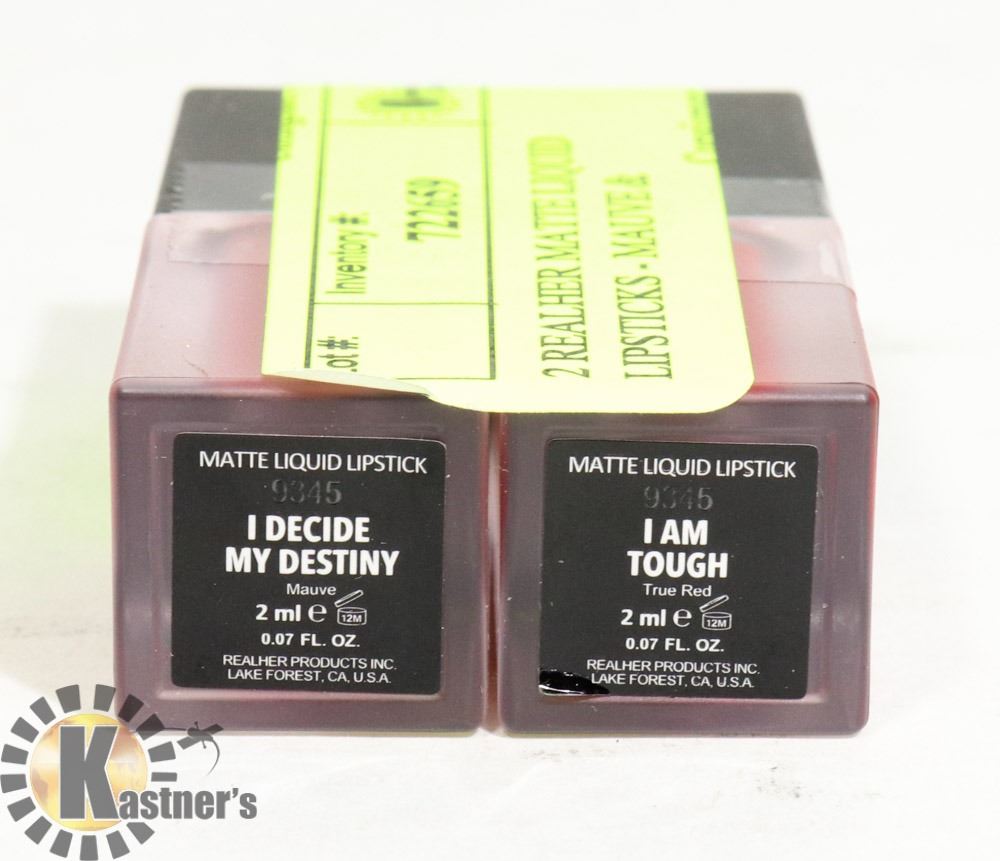 Inventory #:
722659
Lot #:
2 REALHER MATTE LIQUID
LIPSTICKS - MAUVE &
MATTE LIQUID LIPSTICK
9345
I DECIDE
MY DESTINY
Mauve
2 ml e 12M
0.07 FL. OZ.
REALHER PRODUCTS INC.
LAKE FOREST, CA, U.S.A.
MATTE LIQUID LIPSTICK
9345
I AM
TOUGH
True Red
2 ml e 12M
0.07 FL. OZ.
REALHER PRODUCTS INC.
LAKE FOREST, CA, U.S.A.
Kastner's